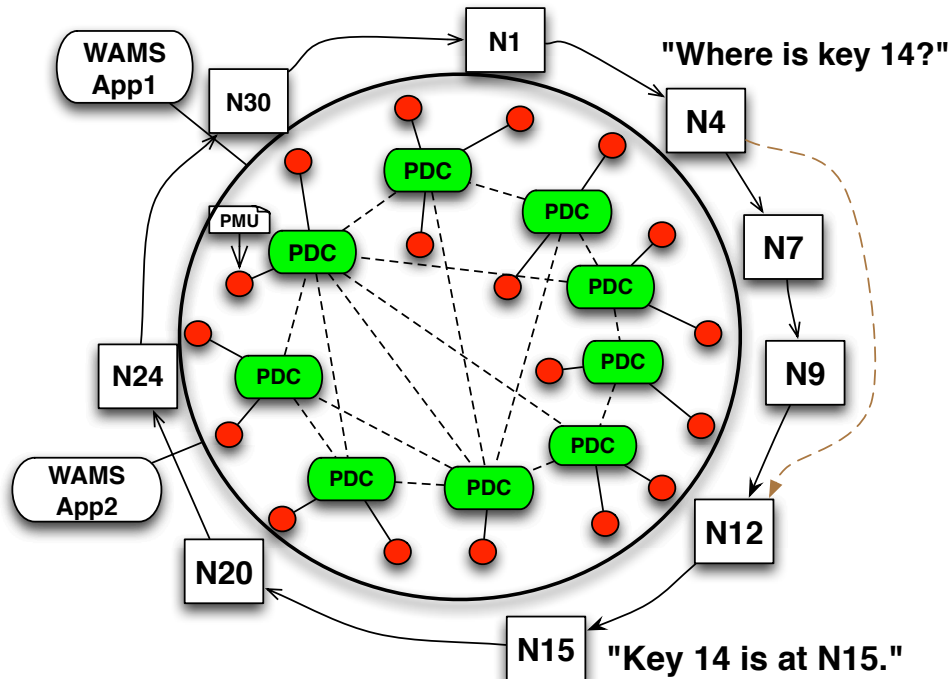 N1
"Where is key 14?"
WAMS
App1
N30
N4
PDC
PDC
PMU
PDC
N7
PDC
PDC
N9
N24
PDC
PDC
WAMS
App2
PDC
PDC
N12
N20
N15
"Key 14 is at N15."